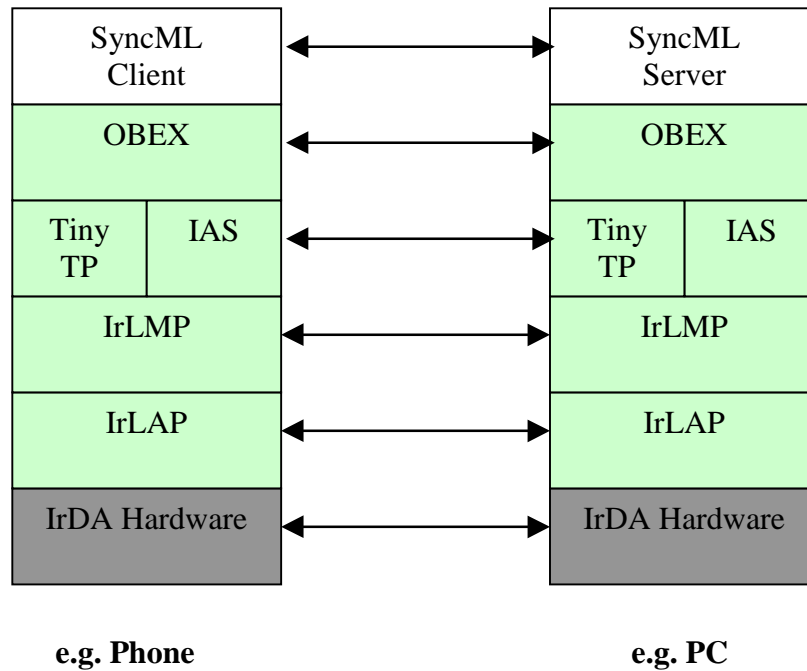 SyncML
Client
SyncML
Server
OBEX
OBEX
Tiny
TP
IAS
Tiny
TP
IAS
IrLMP
IrLMP
IrLAP
IrLAP
IrDA Hardware
IrDA Hardware
e.g. Phone
e.g. PC